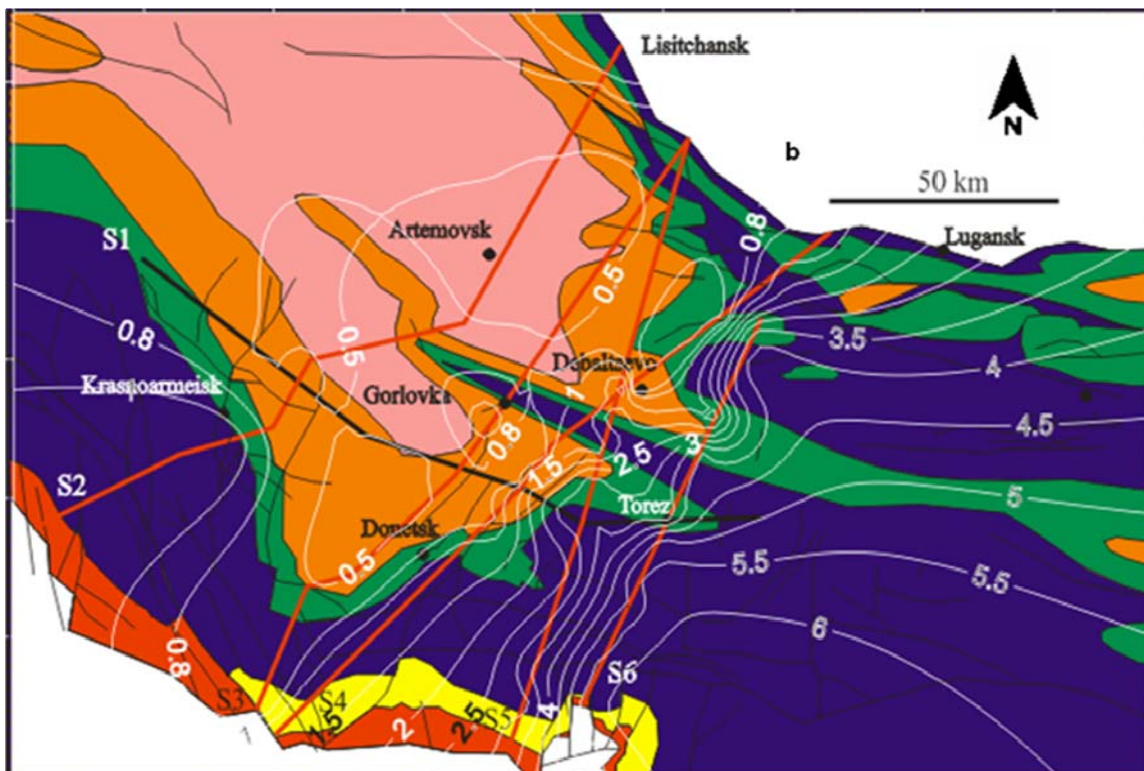 Lisitchansk
N
b
50 km
0.8
Lugansk
S1
Artemovsk
0.5
0.8
0.5
3.5
4
Krasnoarmeisk
Debaltsevo
Gorlovka
1
0.8
4.5
1.5
2.5
3
5
S2
Torez
Donetsk
0.5
5.5
5.5
6
0.8
S3
S4
S5
S6
1
1.5
2
2.5
4